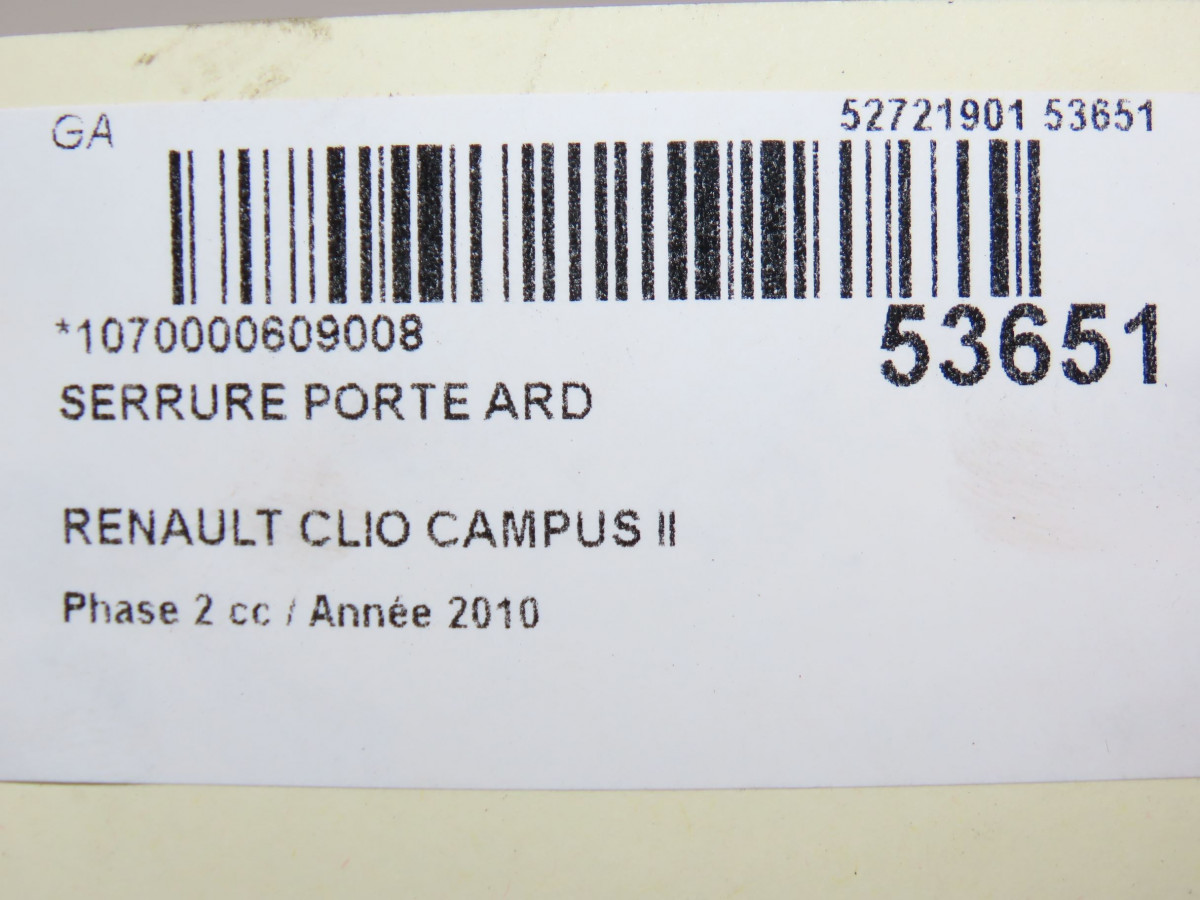 GA
52721901 53651
*1070000609008
53651
SERRURE PORTE ARD
RENAULT CLIO CAMPUS II
Phase 2 cc / Année 2010